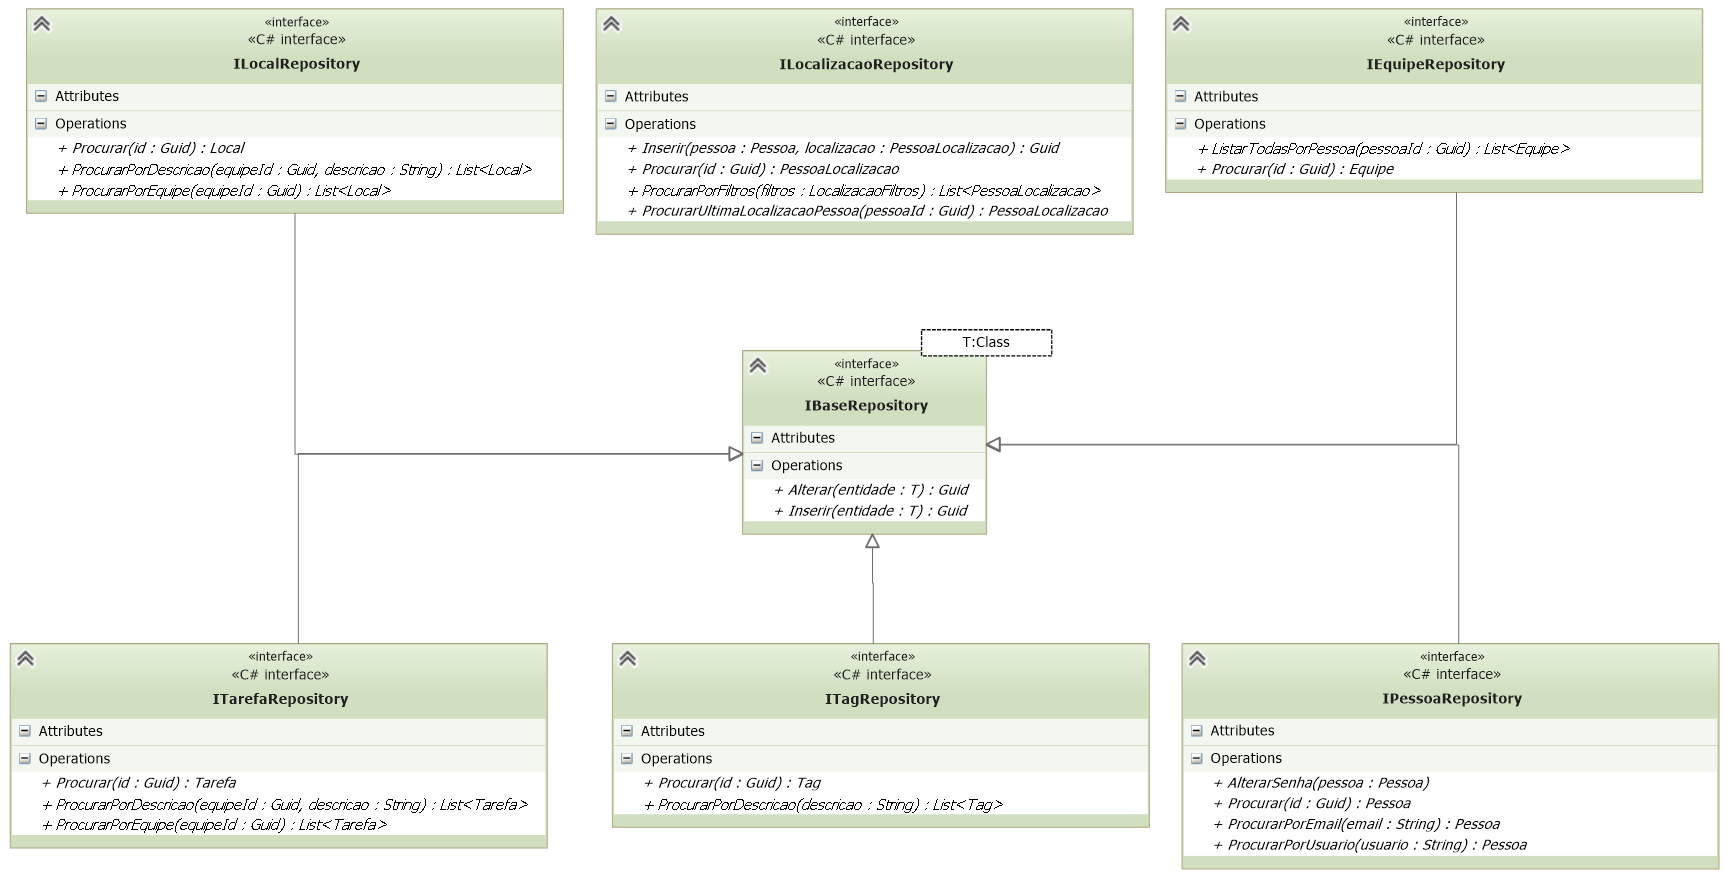 «interface»
«C# interface»
ILocalRepository
Attributes
Operations
+ Procurar(id : Guid) : Local
+ ProcurarPorDescricao(equipeId : Guid, descricao : String) : List<Local>
+ ProcurarPorEquipe(equipeId : Guid) : List<Local>
«interface»
«C# interface»
ILocalizacaoRepository
Attributes
Operations
+ Inserir(pessoa : Pessoa, localizacao : PessoaLocalizacao) : Guid
+ Procurar(id : Guid) : PessoaLocalizacao
+ ProcurarPorFiltros(filtros : LocalizacaoFiltros) : List<PessoaLocalizacao>
+ ProcurarUltimaLocalizacaoPessoa(pessoaId : Guid) : PessoaLocalizacao
«interface»
«C# interface»
IEquipeRepository
Attributes
Operations
+ ListarTodasPorPessoa(pessoaId : Guid) : List<Equipe>
+ Procurar(id : Guid) : Equipe
T:Class
«interface»
«C# interface»
IBaseRepository
Attributes
Operations
+ Alterar(entidade : T) : Guid
+ Inserir(entidade : T) : Guid
«interface»
«C# interface»
ITarefaRepository
Attributes
Operations
+ Procurar(id : Guid) : Tarefa
+ ProcurarPorDescricao(equipeId : Guid, descricao : String) : List<Tarefa>
+ ProcurarPorEquipe(equipeId : Guid) : List<Tarefa>
«interface»
«C# interface»
ITagRepository
Attributes
Operations
+ Procurar(id : Guid) : Tag
+ ProcurarPorDescricao(descricao : String) : List<Tag>
«interface»
«C# interface»
IPessoaRepository
Attributes
Operations
+ AlterarSenha(pessoa : Pessoa)
+ Procurar(id : Guid) : Pessoa
+ ProcurarPorEmail(email : String) : Pessoa
+ ProcurarPorUsuario(usuario : String) : Pessoa